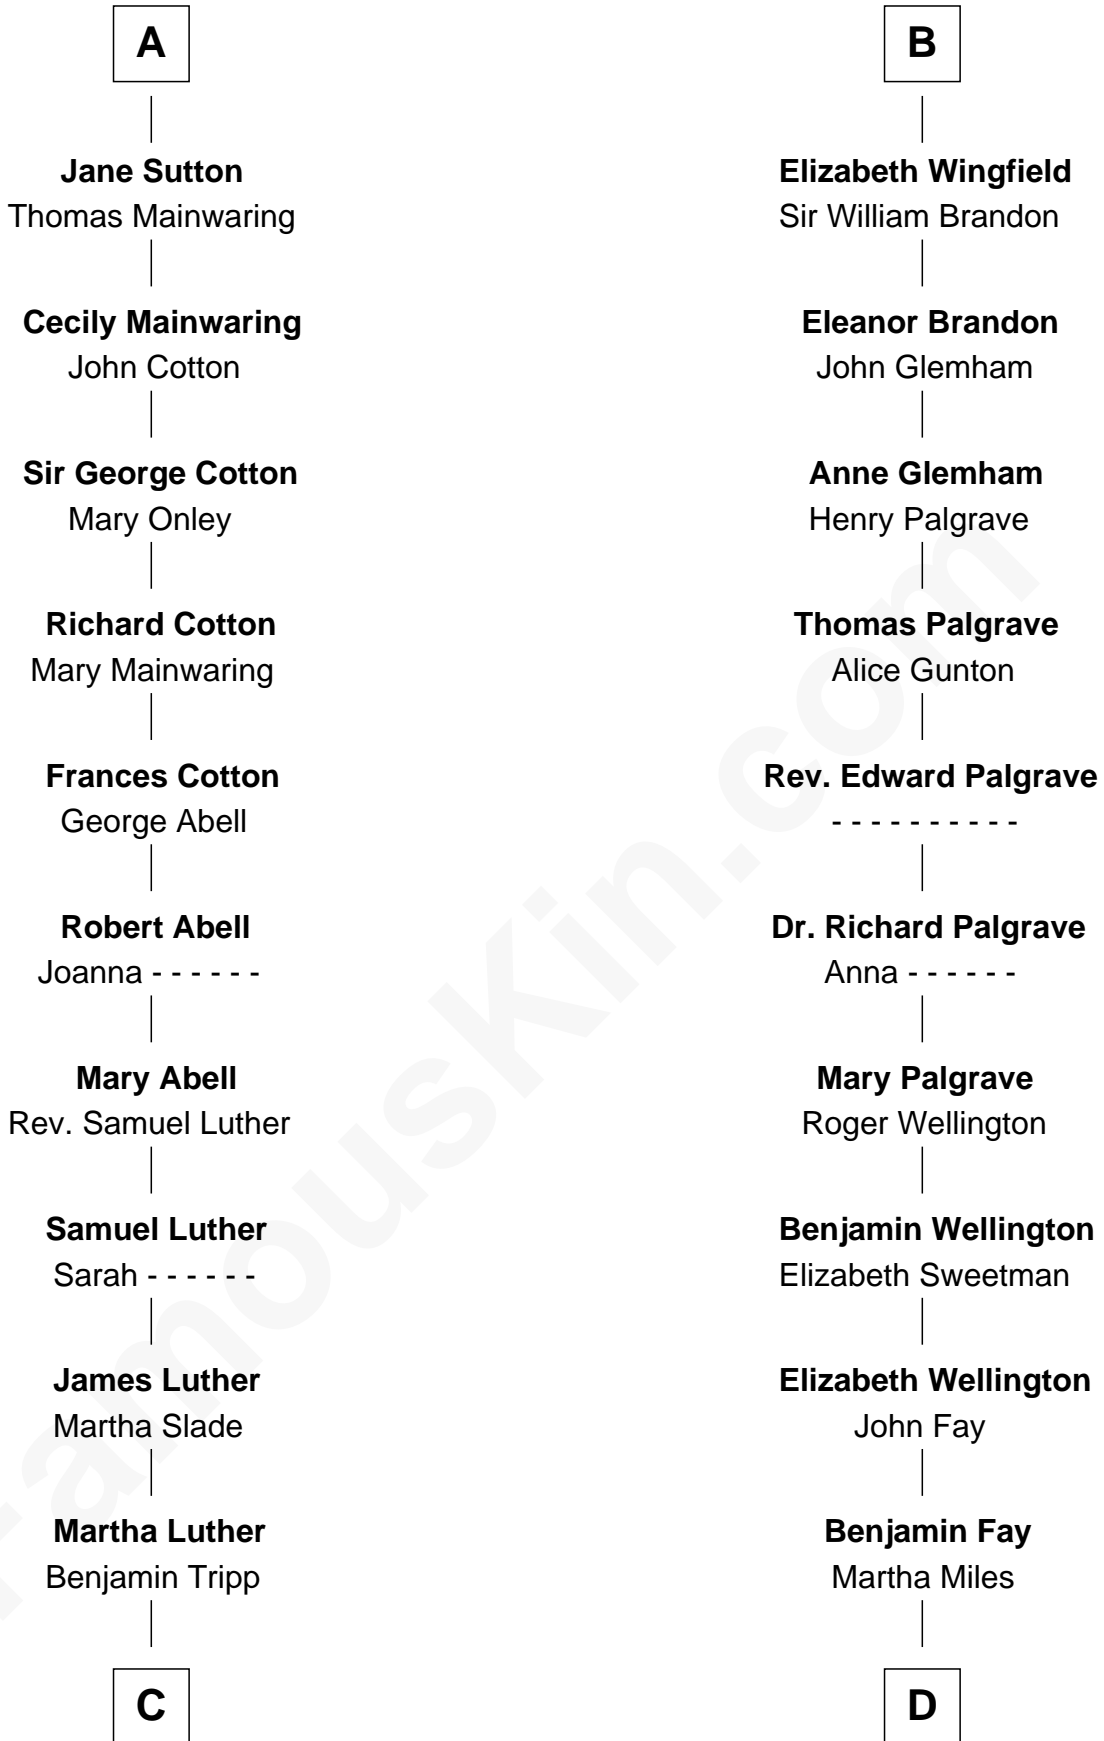 A
Jane Sutton
Thomas Mainwaring
Cecily Mainwaring
John Cotton
Sir George Cotton
Mary Onley
Richard Cotton
Mary Mainwaring
Frances Cotton
George Abell
Robert Abell
Joanna - - - - - -
Mary Abell
Rev. Samuel Luther
Samuel Luther
Sarah - - - - - -
James Luther
Martha Slade
Martha Luther
Benjamin Tripp
C
B
Elizabeth Wingfield
Sir William Brandon
Eleanor Brandon
John Glemham
Anne Glemham
Henry Palgrave
Thomas Palgrave
Alice Gunton
Rev. Edward Palgrave
- - - - - - - - - -
Dr. Richard Palgrave
Anna - - - - - -
Mary Palgrave
Roger Wellington
Benjamin Wellington
Elizabeth Sweetman
Elizabeth Wellington
John Fay
Benjamin Fay
Martha Miles
D
FamousKin.com